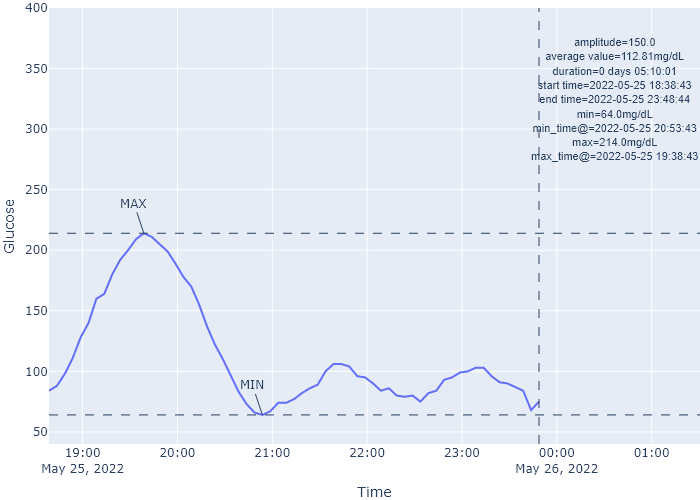 400
350
300
250
200
150
100
50
Glucose
amplitude=150.0
average value=112.81mg/dL
duration=0 days 05:10:01
start time=2022-05-25 18:38:43
end time=2022-05-25 23:48:44
min=64.0mg/dL
min_time@=2022-05-25 20:53:43
max=214.0mg/dL
max_time@=2022-05-25 19:38:43
MAX
MIN
19:00 20:00 21:00 22:00 23:00 00:00 01:00
May 25, 2022 May 26, 2022
Time